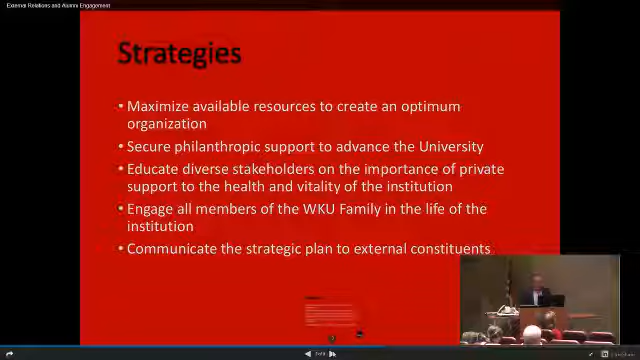 External Relations and Alumni Engagement
Strategies
• Maximize available resources to create an optimum
organization
• Secure philanthropic support to advance the University
• Educate diverse stakeholders on the importance of private
support to the health and vitality of the institution
• Engage all members of the WKU Family in the life of the
institution
• Communicate the strategic plan to external constituents